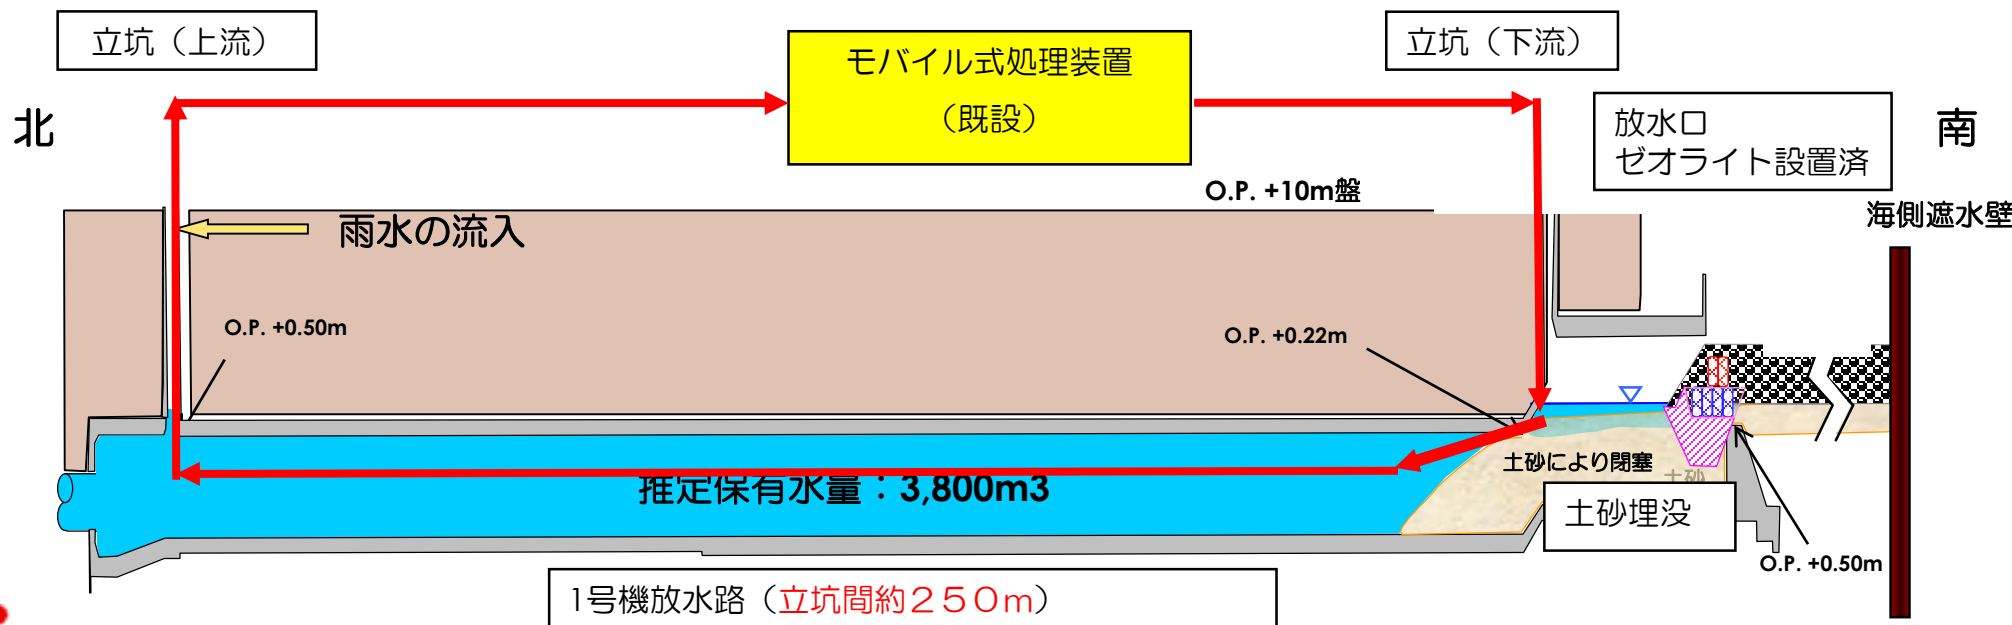 立坑（上流）
モバイル式処理装置
（既設）
立坑（下流）
北
放水口
ゼオライト設置済
南
O.P. +10m盤
海側遮水壁
雨水の流入
O.P. +0.50m
O.P. +0.22m
土砂により閉塞
土砂
推定保有水量：3,800m3
土砂埋没
O.P. +0.50m
1号機放水路（立坑間約２５０ｍ）